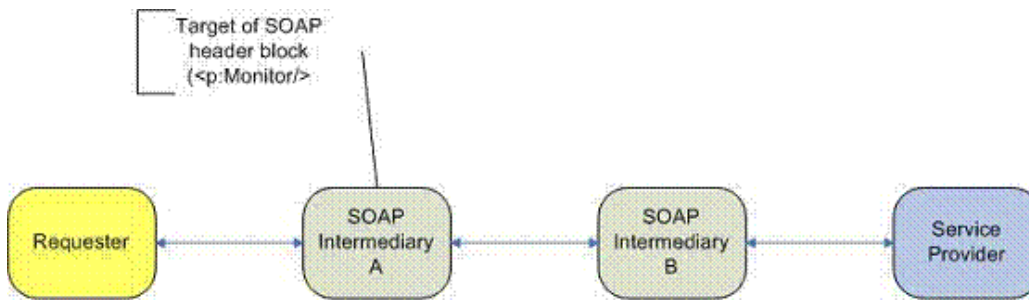 Target of SOAP
header block
(<p:Monitor/>
Requester
SOAP
Intermediary
A
SOAP
Intermediary
B
Service
Provider